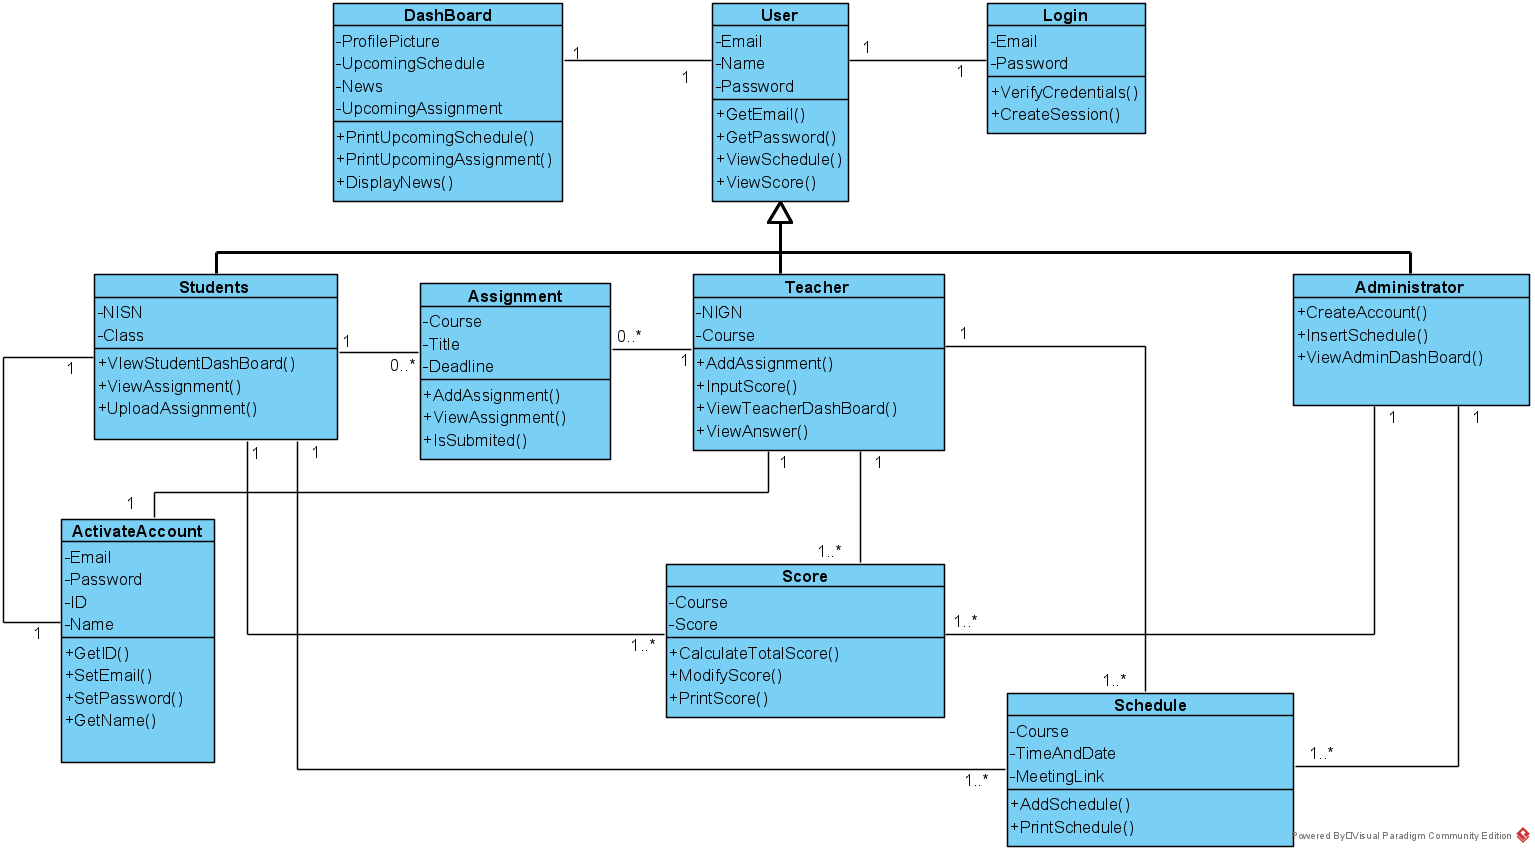 DashBoard
-ProfilePicture
-UpcomingSchedule
-News
-UpcomingAssignment
+PrintUpcomingSchedule()
+PrintUpcomingAssignment()
+DisplayNews()
1
1
User
-Email
-Name
-Password
+GetEmail()
+GetPassword()
+ViewSchedule()
+ViewScore()
1
1
Login
-Email
-Password
+VerifyCredentials()
+CreateSession()
Students
-NISN
-Class
+VIewStudentDashBoard()
+ViewAssignment()
+UploadAssignment()
1
1
0..*
Assignment
-Course
-Title
-Deadline
+AddAssignment()
+ViewAssignment()
+IsSubmited()
0..*
1
Teacher
-NIGN
-Course
+AddAssignment()
+InputScore()
+ViewTeacherDashBoard()
+ViewAnswer()
1
Administrator
+CreateAccount()
+InsertSchedule()
+ViewAdminDashBoard()
1
1
1
1
1
1
1
ActivateAccount
-Email
-Password
-ID
-Name
+GetID()
+SetEmail()
+SetPassword()
+GetName()
1
1..*
Score
-Course
-Score
+CalculateTotalScore()
+ModifyScore()
+PrintScore()
1..*
1..*
1..*
Schedule
-Course
-TimeAndDate
-MeetingLink
+AddSchedule()
+PrintSchedule()
1..*
1..*
Powered By□Visual Paradigm Community Edition